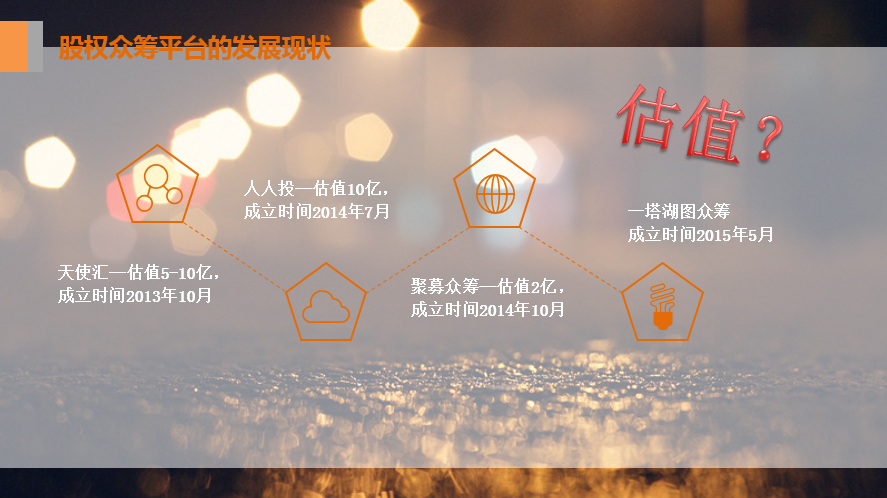 股权众筹平台的发展现状
估值？
人人投—估值10亿，
成立时间2014年7月
一塔湖图众筹
成立时间2015年5月
天使汇—估值5-10亿，
成立时间2013年10月
聚募众筹—估值2亿，
成立时间2014年10月